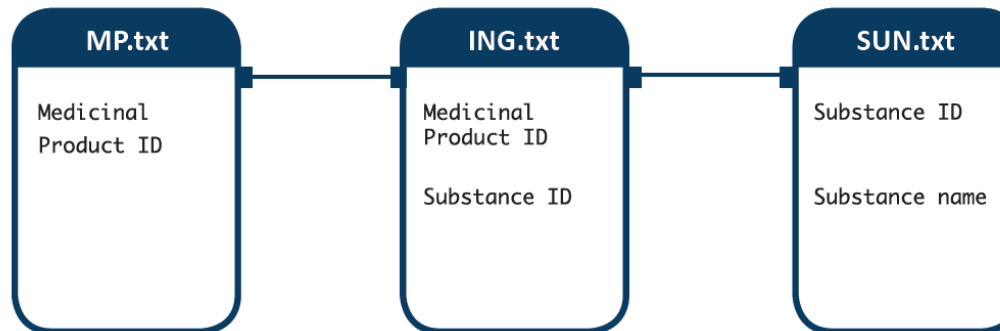 MP.txt
Medicinal
Product ID
ING.txt
Medicinal
Product ID
Substance ID
SUN.txt
Substance ID
Substance name